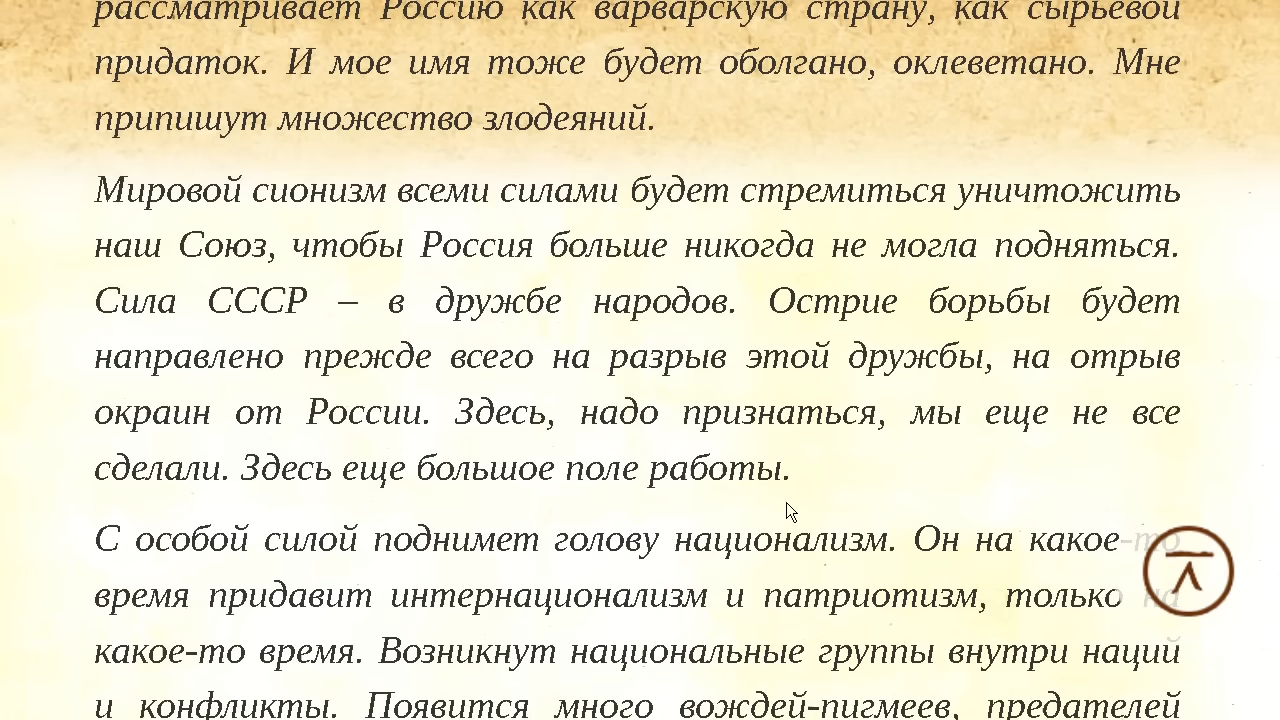 рассматривает Россию как варварскую страну, как сырьевой
придаток. И мое имя тоже будет оболгано, оклеветано. Мне
припишут множество злодеяний.
Мировой сионизм всеми силами будет стремиться уничтожить
наш Союз, чтобы Россия больше никогда не могла подняться.
Сила СССР – в дружбе народов. Острие борьбы будет
направлено прежде всего на разрыв этой дружбы, на отрыв
окраин от России. Здесь, надо признаться, мы еще не все
сделали. Здесь еще большое поле работы.
С особой силой поднимет голову национализм. Он на какое-то
время придавит интернационализм и патриотизм, только на
какое-то время. Возникнут национальные группы внутри наций
и конфликты. Появится много вождей-пигмеев, предателей